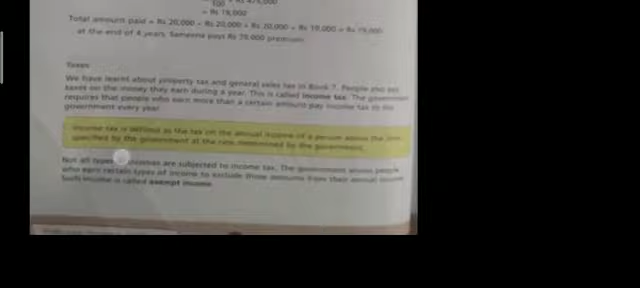 100
= Rs 19,000
Total amount paid = Rs 20,000 + Rs 20,000 + Rs 20,000 + Rs 19,000 = Rs 79,000
at the end of 4 years, Sameena pays Rs 79,000 premium.
Taxes
We have learnt about property tax and general sales tax in Book 7. People also pay
taxes on the money they earn during a year. This is called income tax. The government
requires that people who earn more than a certain amount pay income tax to the
government every year.
Income tax is defined as the tax on the annual income of a person above the limit
specified by the government at the rate mentioned by the government.
Not all types incomes are subjected to income tax. The government allows people
who earn certain types of income to exclude those amounts from their annual income.
Such income is called exempt income.